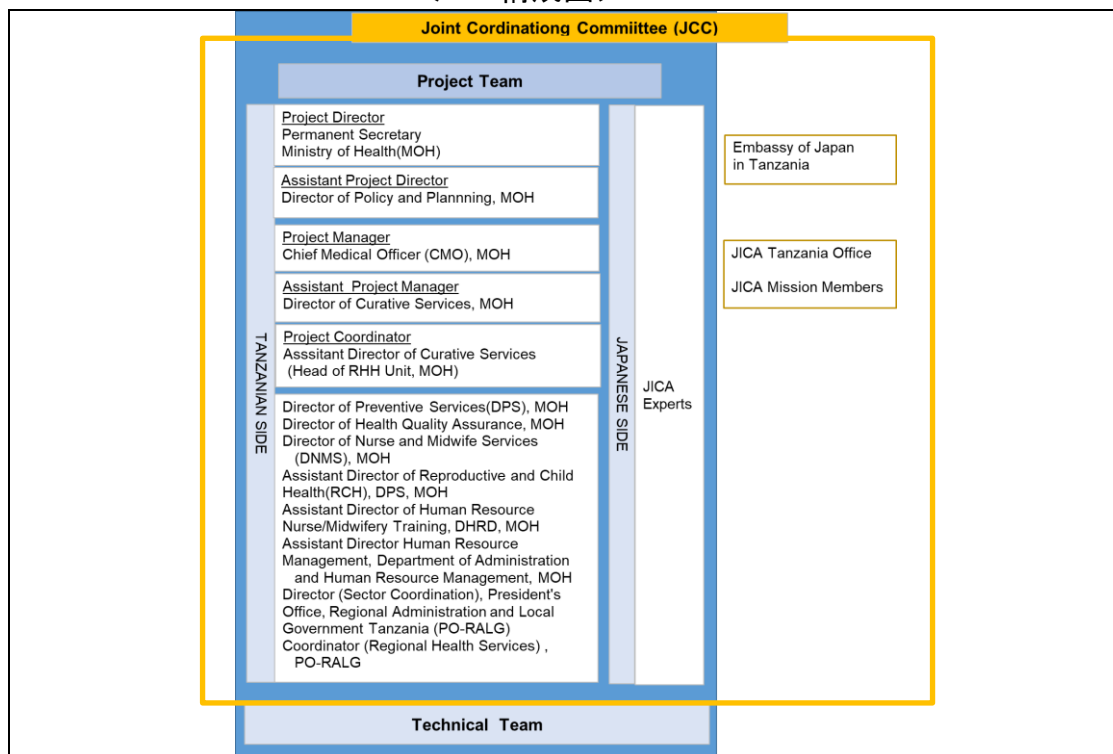 Joint Cordinationg Commiittee (JCC)
Project Team
TANZANIAN SIDE
Project Director
Permanent Secretary
Ministry of Health(MOH)
Assistant Project Director
Director of Policy and Plannning, MOH
Project Manager
Chief Medical Officer (CMO), MOH
Assistant Project Manager
Director of Curative Services, MOH
Project Coordinator
Asssitant Director of Curative Services
(Head of RHH Unit, MOH)
Director of Preventive Services(DPS), MOH
Director of Health Quality Assurance, MOH
Director of Nurse and Midwife Services
(DNMS), MOH
Assistant Director of Reproductive and Child
Health(RCH), DPS, MOH
Assistant Director of Human Resource
Nurse/Midwifery Training, DHRD, MOH
Assistant Director Human Resource
Management, Department of Administration
and Human Resource Management, MOH
Director (Sector Coordination), President's
Office, Regional Administration and Local
Government Tanzania (PO-RALG)
Coordinator (Regional Health Services) ,
PO-RALG
JAPANESE SIDE
JICA
Experts
Embassy of Japan
in Tanzania
JICA Tanzania Office
JICA Mission Members
Technical Team